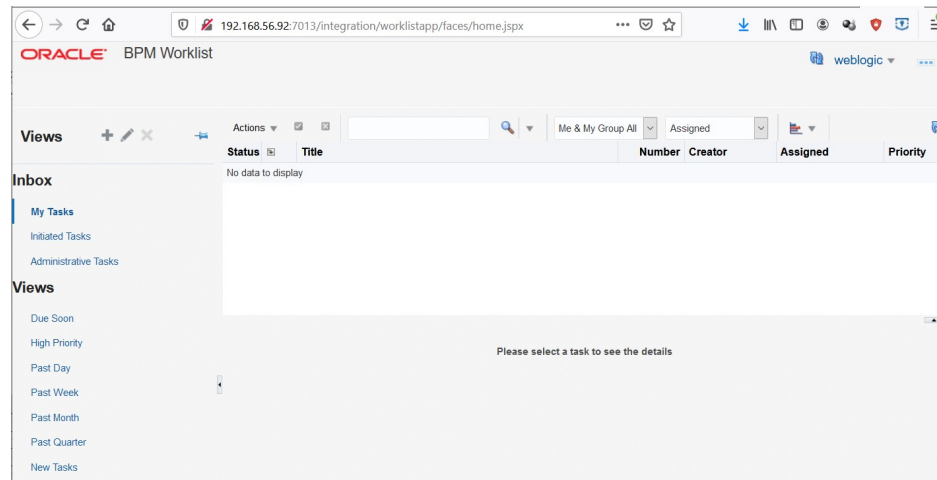 192.168.56.92:7013/integration/worklistapp/faces/home.jspx
ORACLE BPM Worklist
weblogic
Views
Actions
Me & My Group All
Assigned
Status Title Number Creator Assigned Priority
No data to display
Inbox
My Tasks
Initiated Tasks
Administrative Tasks
Views
Due Soon
High Priority
Past Day
Past Week
Past Month
Past Quarter
New Tasks
Please select a task to see the details